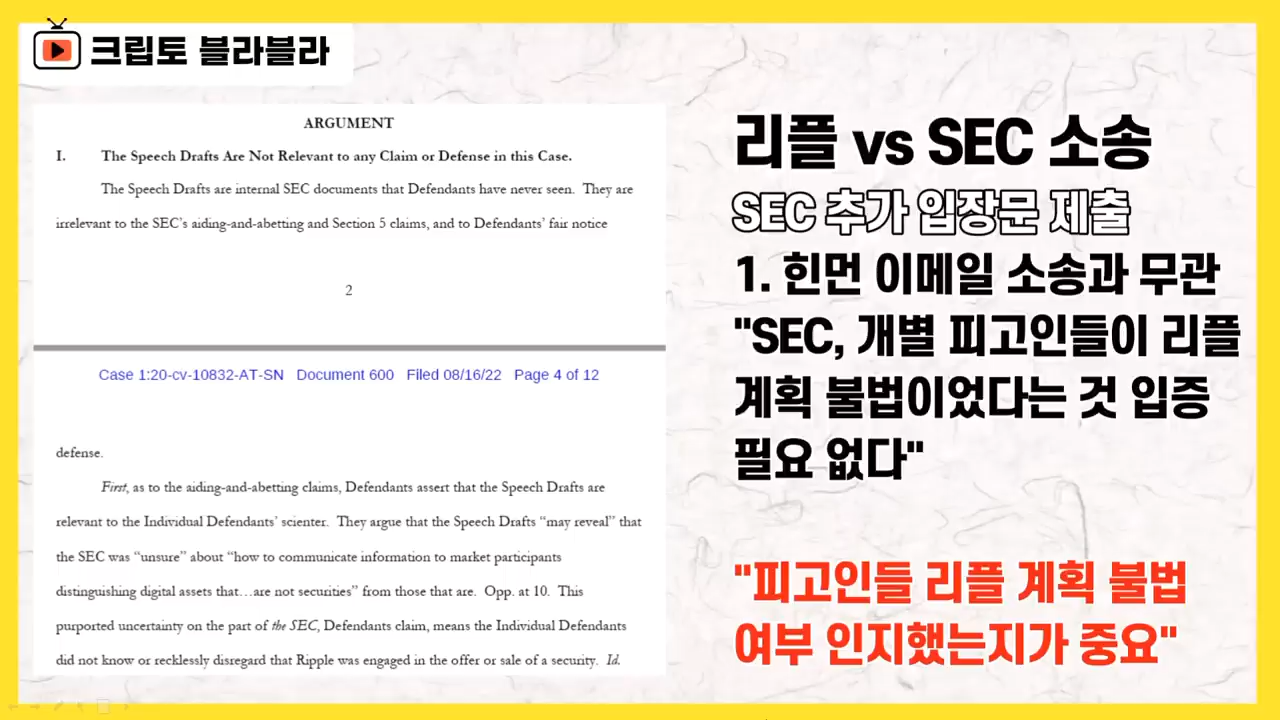 크립토 블라블라
ARGUMENT
I. The Speech Drafts Are Not Relevant to any Claim or Defense in this Case.
The Speech Drafts are internal SEC documents that Defendants have never seen. They are
irrelevant to the SEC's aiding-and-abetting and Section 5 claims, and to Defendants' fair notice
2
Case 1:20-cv-10832-AT-SN Document 600 Filed 08/16/22 Page 4 of 12
defense.
First, as to the aiding-and-abetting claims, Defendants assert that the Speech Drafts are
relevant to the Individual Defendants' scienter. They argue that the Speech Drafts “may reveal” that
the SEC was “unsure” about “how to communicate information to market participants
distinguishing digital assets that…are not securities” from those that are. Opp. at 10. This
purported uncertainty on the part of the SEC, Defendants claim, means the Individual Defendants
did not know or recklessly disregard that Ripple was engaged in the offer or sale of a security. Id.
리플 vs SEC 소송
SEC 추가 입장문 제출
1. 힌먼 이메일 소송과 무관
"SEC, 개별 피고인들이 리플
계획 불법이었다는 것 입증
필요 없다"
"피고인들 리플 계획 불법
여부 인지했는지가 중요"